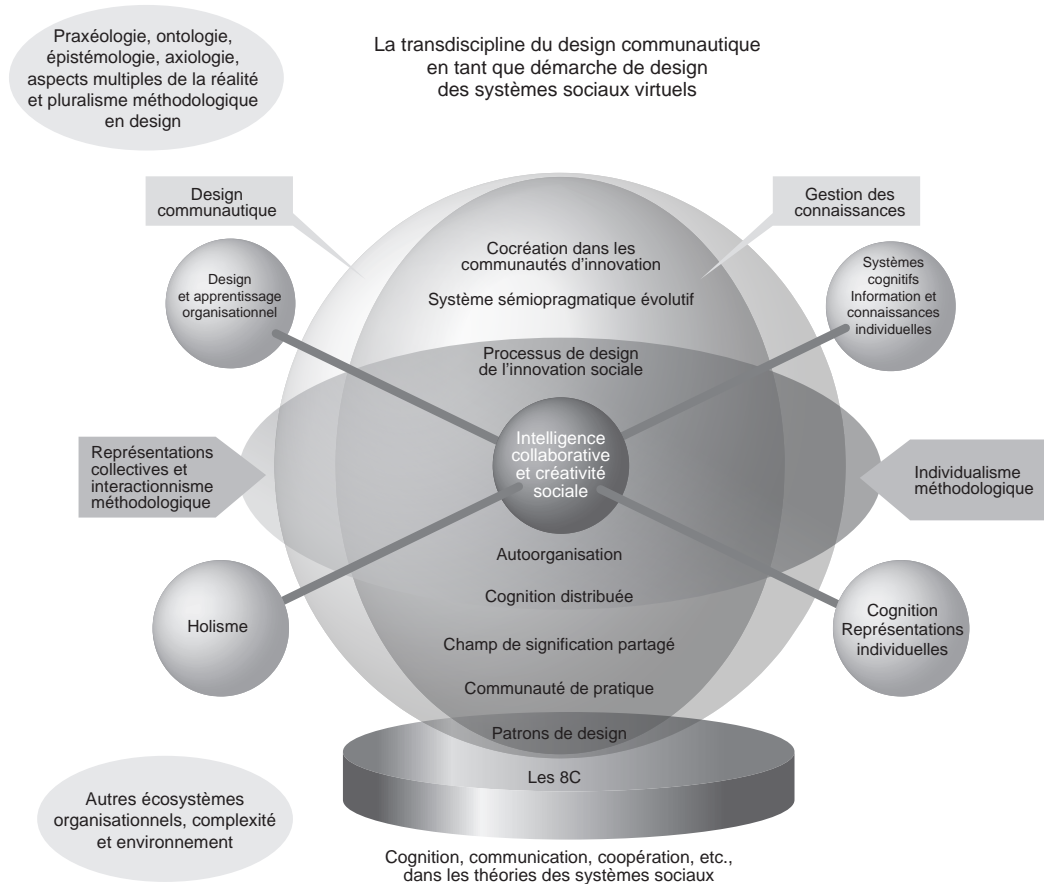 Praxéologie, ontologie,
épistémologie, axiologie,
aspects multiples de la réalité
et pluralisme méthodologique
en design
La transdiscipline du design communautique
en tant que démarche de design
des systèmes sociaux virtuels
Design
communautique
Gestion des
connaissances
Cocréation dans les
communautés d'innovation
Système sémiopragmatique évolutif
Design
et apprentissage
organisationnel
Systèmes
cognitifs
Information et
connaissances
individuelles
Processus de design
de l'innovation sociale
Intelligence
collaborative
et créativité
sociale
Représentations
collectives et
interactionnisme
méthodologique
Individualisme
méthodologique
Autoorganisation
Cognition distribuée
Holisme
Cognition
Représentations
individuelles
Champ de signification partagé
Communauté de pratique
Patrons de design
Les 8C
Autres écosystèmes
organisationnels, complexité
et environnement
Cognition, communication, coopération, etc.,
dans les théories des systèmes sociaux